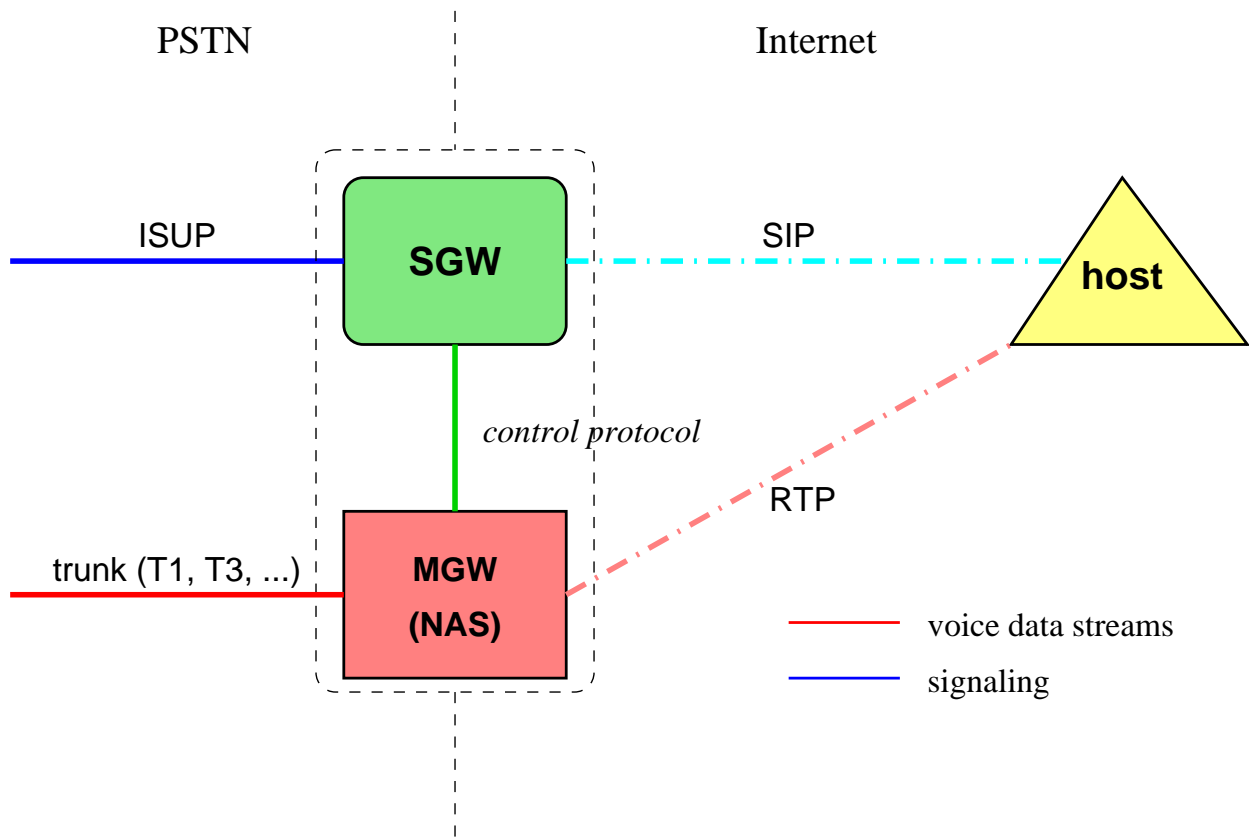 PSTN
Internet
ISUP
SGW
SIP
host
control protocol
RTP
trunk (T1, T3, ...)
MGW
(NAS)
voice data streams
signaling